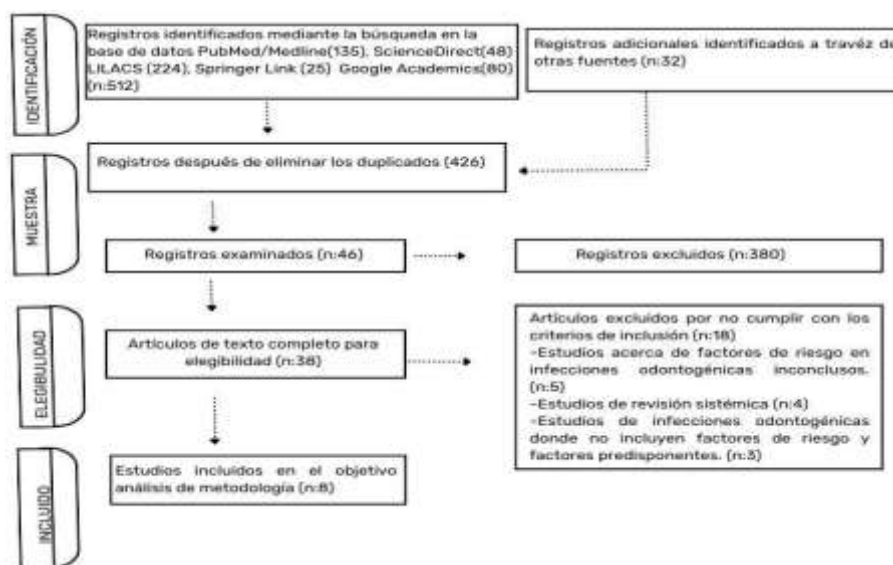 IDENTIFICACIÓN
Registros identificados mediante la búsqueda en la
base de datos PubMed/Medline(135), ScienceDirect(48)
LILACS (224), Springer Link (25) Google Academics(80)
(n:512)
Registros adicionales identificados a travéz de
otras fuentes (n:32)
MUESTRA
Registros después de eliminar los duplicados (426)
Registros examinados (n:46)
Registros excluidos (n:380)
ELEGIBULIDAD
Artículos de texto completo para
elegibilidad (n:38)
Artículos excluidos por no cumplir con los
criterios de inclusión (n:18)
-Estudios acerca de factores de riesgo en
infecciones odontogénicas inconclusos.
(n:5)
-Estudios de revisión sistémica (n:4)
-Estudios de infecciones odontogénicas
donde no incluyen factores de riesgo y
factores predisponentes. (n:3)
INCLUIDO
Estudios incluidos en el objetivo
análisis de metodología (n:8)